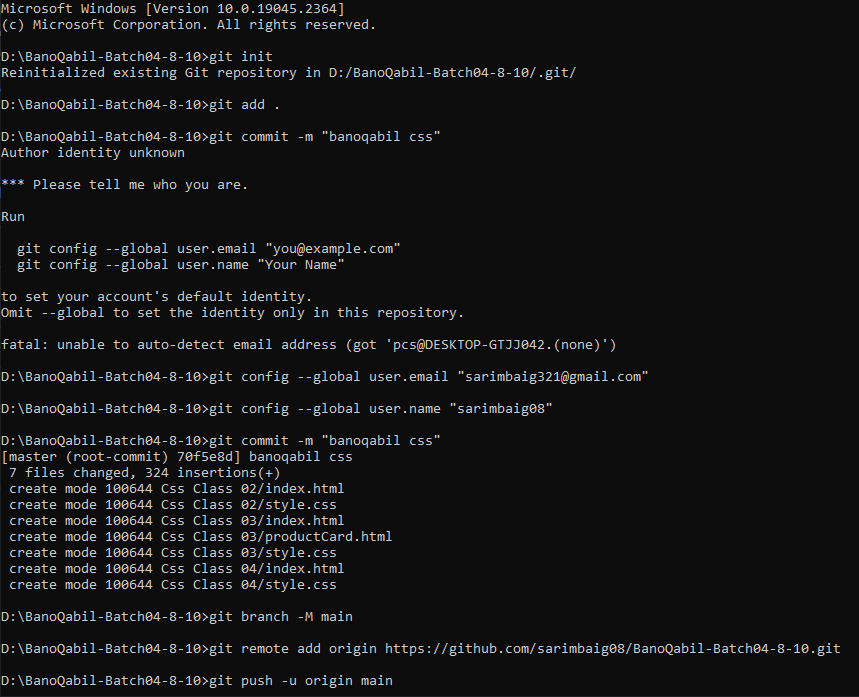 Microsoft Windows [Version 10.0.19045.2364]
(c) Microsoft Corporation. All rights reserved.
D:\BanoQabil-Batch04-8-10>git init
Reinitialized existing Git repository in D:/BanoQabil-Batch04-8-10/.git/
D:\BanoQabil-Batch04-8-10>git add .
D:\BanoQabil-Batch04-8-10>git commit -m "banoqabil css"
Author identity unknown
*** Please tell me who you are.
Run
  git config --global user.email "you@example.com"
  git config --global user.name "Your Name"
to set your account's default identity.
Omit --global to set the identity only in this repository.
fatal: unable to auto-detect email address (got 'pcs@DESKTOP-GTJJ042.(none)')
D:\BanoQabil-Batch04-8-10>git config --global user.email "sarimbaig321@gmail.com"
D:\BanoQabil-Batch04-8-10>git config --global user.name "sarimbaig08"
D:\BanoQabil-Batch04-8-10>git commit -m "banoqabil css"
[master (root-commit) 70f5e8d] banoqabil css
 7 files changed, 324 insertions(+)
 create mode 100644 Css Class 02/index.html
 create mode 100644 Css Class 02/style.css
 create mode 100644 Css Class 03/index.html
 create mode 100644 Css Class 03/productCard.html
 create mode 100644 Css Class 03/style.css
 create mode 100644 Css Class 04/index.html
 create mode 100644 Css Class 04/style.css
D:\BanoQabil-Batch04-8-10>git branch -M main
D:\BanoQabil-Batch04-8-10>git remote add origin https://github.com/sarimbaig08/BanoQabil-Batch04-8-10.git
D:\BanoQabil-Batch04-8-10>git push -u origin main